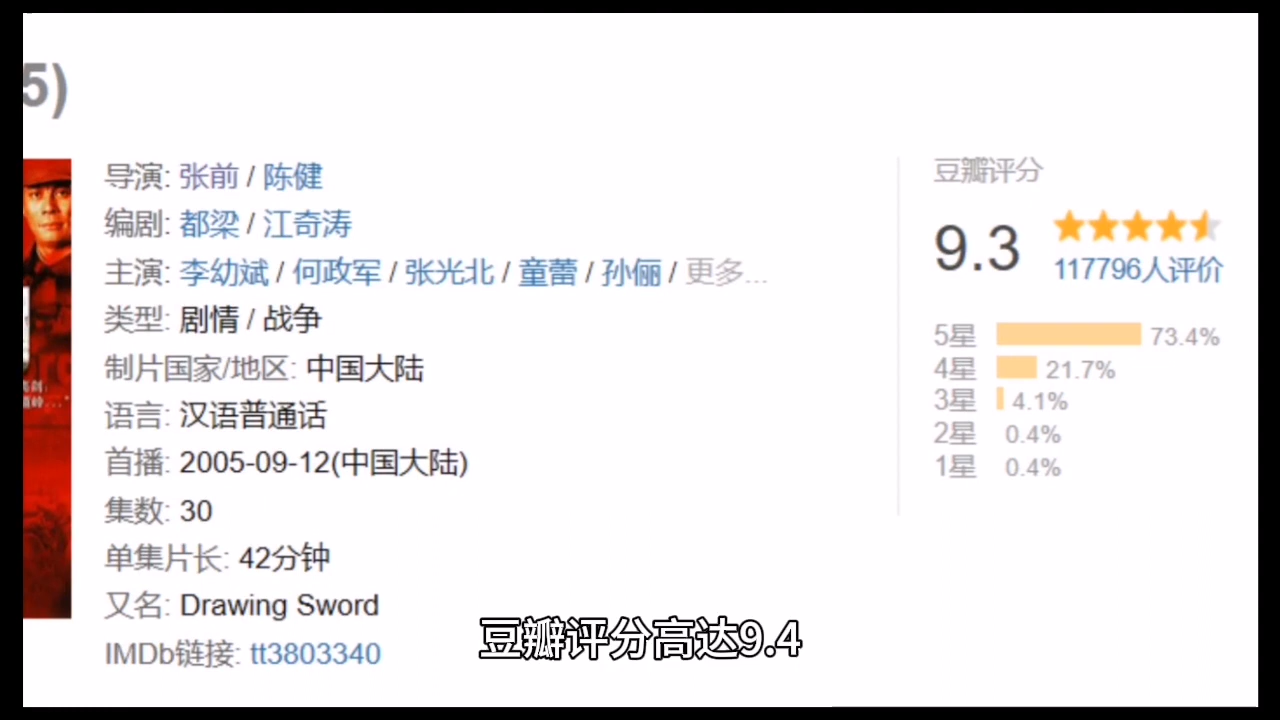 5)
导演: 张前 / 陈健
编剧: 都梁 / 江奇涛
主演: 李幼斌 / 何政军 / 张光北 / 童蕾 / 孙俪 / 更多...
类型: 剧情 / 战争
制片国家/地区: 中国大陆
语言: 汉语普通话
首播: 2005-09-12(中国大陆)
集数: 30
单集片长: 42分钟
又名: Drawing Sword
IMDb链接: tt3803340
豆瓣评分
9.3
117796人评价
5星 73.4%
4星 21.7%
3星 4.1%
2星 0.4%
1星 0.4%
豆瓣评分高达9.4